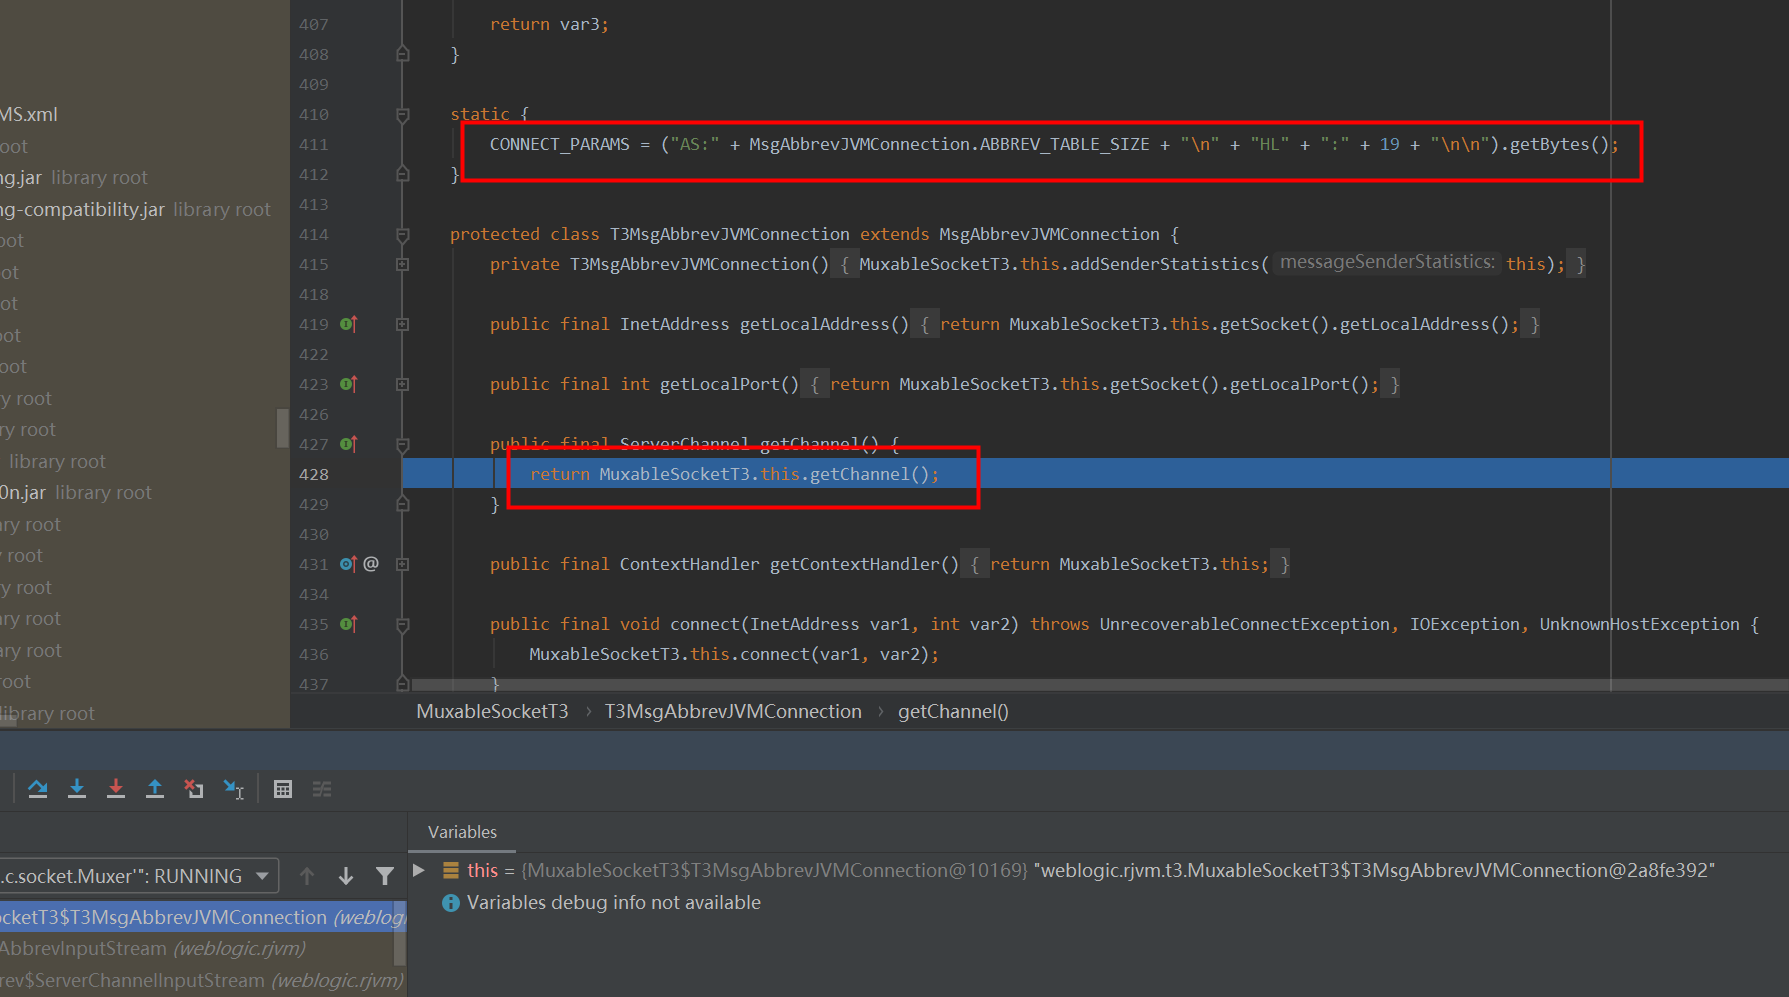 MS.xml
oot
ng.jar library root
ng-compatibility.jar library root
oot
ot
ot
oot
oot
ry root
ry root
library root
0n.jar library root
ary root
y root
ry root
ary root
ary root
root
library root
407 return var3;
408 }
409
410 static {
411 CONNECT_PARAMS = ("AS:" + MsgAbbrevJVMConnection.ABBREV_TABLE_SIZE + "\n" + "HL" + ":" + 19 + "\n\n").getBytes();
412 }
413
414 protected class T3MsgAbbrevJVMConnection extends MsgAbbrevJVMConnection {
415 private T3MsgAbbrevJVMConnection() { MuxableSocketT3.this.addSenderStatistics( messageSenderStatistics: this); }
418
419 public final InetAddress getLocalAddress() { return MuxableSocketT3.this.getSocket().getLocalAddress(); }
422
423 public final int getLocalPort() { return MuxableSocketT3.this.getSocket().getLocalPort(); }
426
427 public final ServerChannel getChannel() {
428 return MuxableSocketT3.this.getChannel();
429 }
430
431 @ public final ContextHandler getContextHandler() { return MuxableSocketT3.this; }
434
435 public final void connect(InetAddress var1, int var2) throws UnrecoverableConnectException, IOException, UnknownHostException {
436 MuxableSocketT3.this.connect(var1, var2);
437 }
MuxableSocketT3 › T3MsgAbbrevJVMConnection › getChannel()
Variables
.c.socket.Muxer'": RUNNING
ocketT3$T3MsgAbbrevJVMConnection (weblogi
AbbrevInputStream (weblogic.rjvm)
rev$ServerChannelInputStream (weblogic.rjvm)
this = {MuxableSocketT3$T3MsgAbbrevJVMConnection@10169} "weblogic.rjvm.t3.MuxableSocketT3$T3MsgAbbrevJVMConnection@2a8fe392"
Variables debug info not available